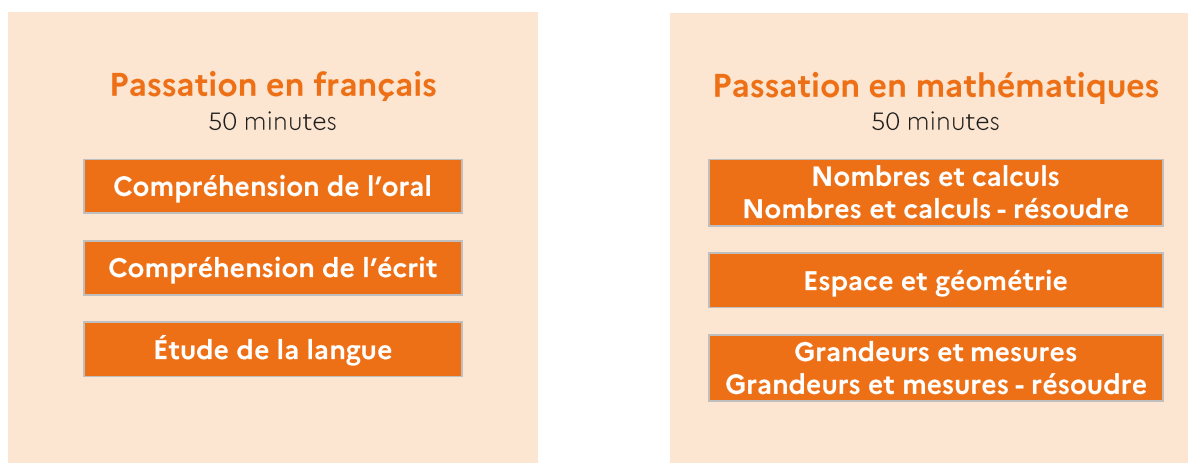 Passation en français
50 minutes
Compréhension de l'oral
Compréhension de l'écrit
Étude de la langue
Passation en mathématiques
50 minutes
Nombres et calculs
Nombres et calculs - résoudre
Espace et géométrie
Grandeurs et mesures
Grandeurs et mesures - résoudre